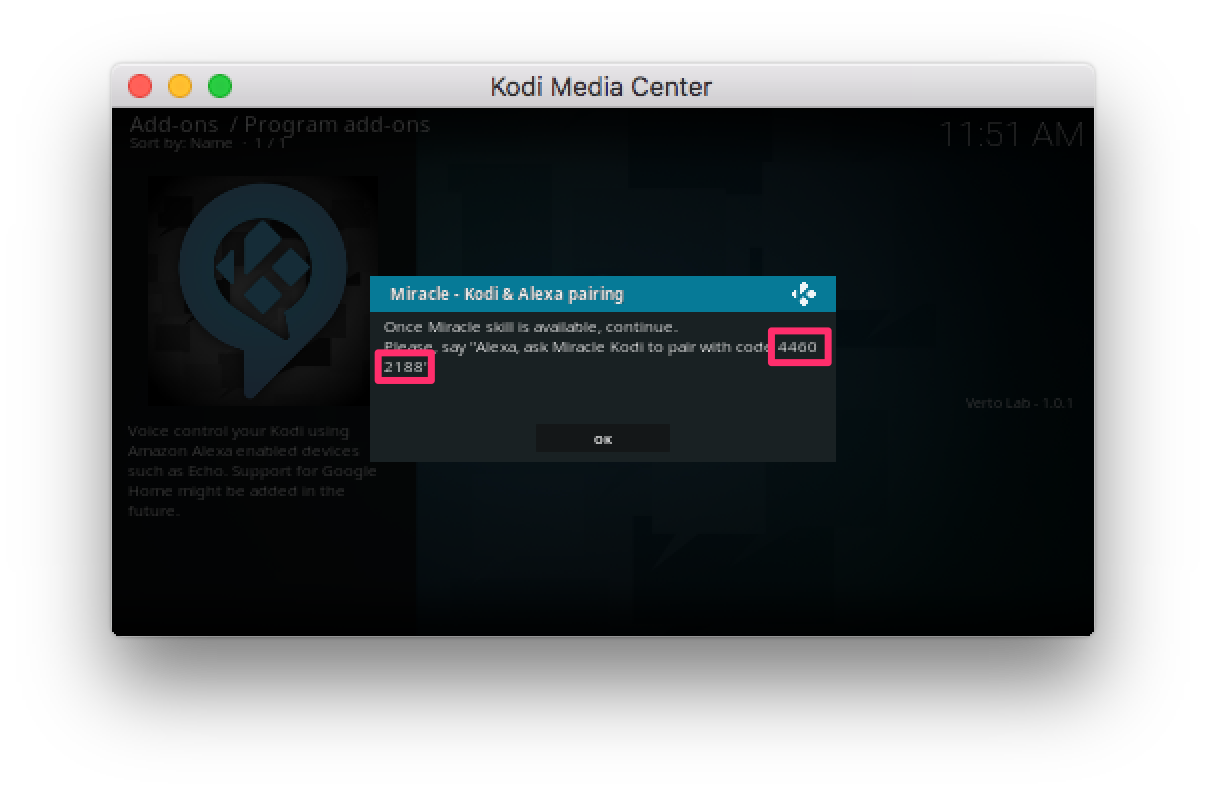 Kodi Media Center
Add-ons / Program add-ons
Sort by: Name · 1 / 1
11:51 AM
Miracle - Kodi & Alexa pairing
Once Miracle skill is available, continue.
Please, say "Alexa, ask Miracle Kodi to pair with code 4460
2188"
OK
Verto Lab - 1.0.1
Voice control your Kodi using
Amazon Alexa enabled devices
such as Echo. Support for Google
Home might be added in the
future.